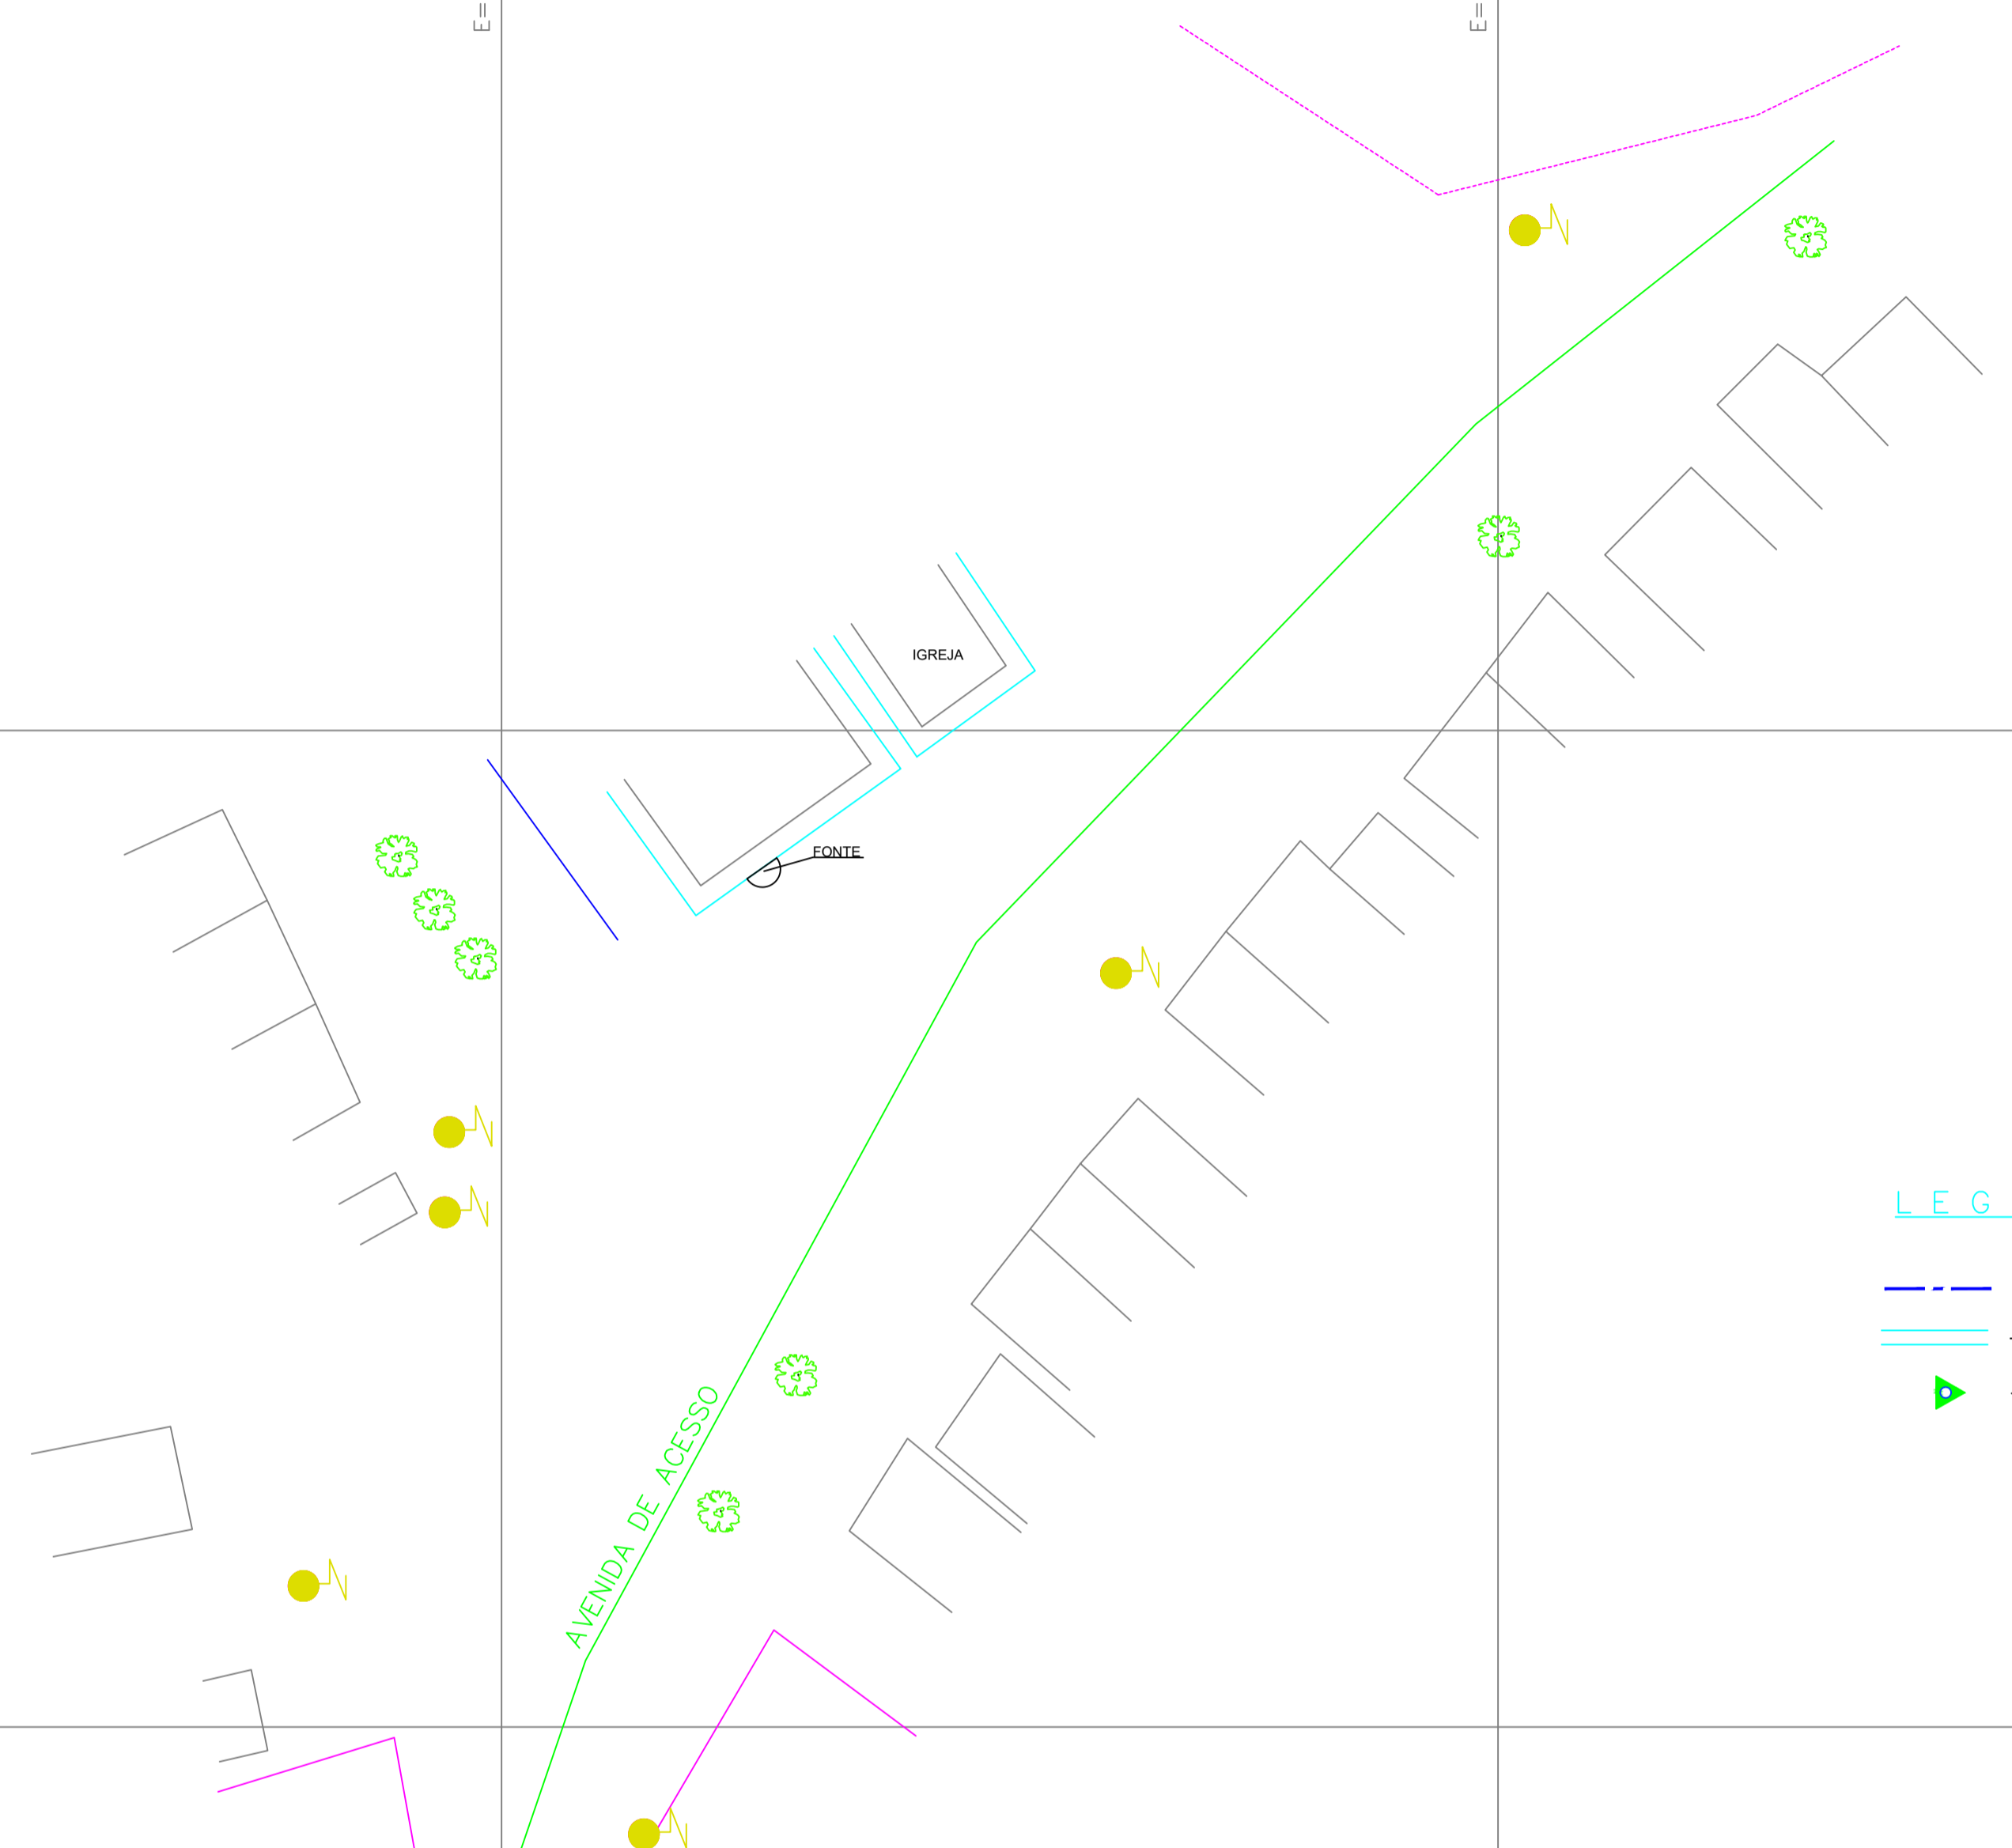 E=
E=
IGREJA
FONTE
L E G
AVENIDA DE ACESSO